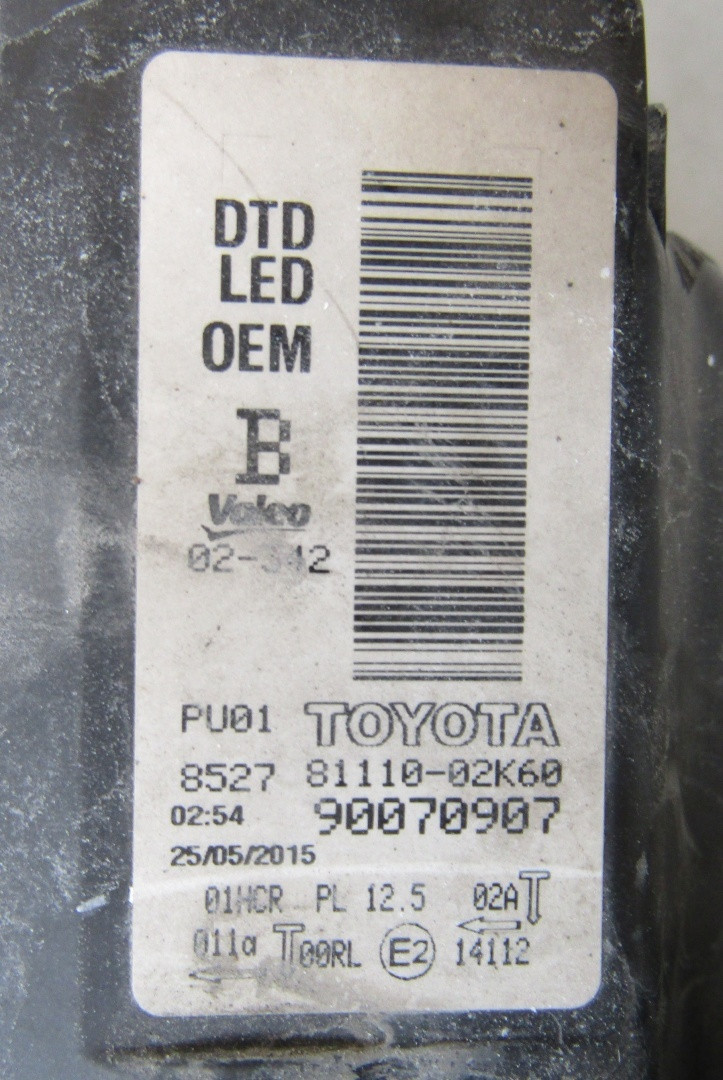 DTD
LED
OEM
B
Valeo
PU01 TOYOTA
8527 81110-02K60
02:54 90070907
25/05/2015
01HCR PL 12.5 02A T
011a T00RL E2 14112